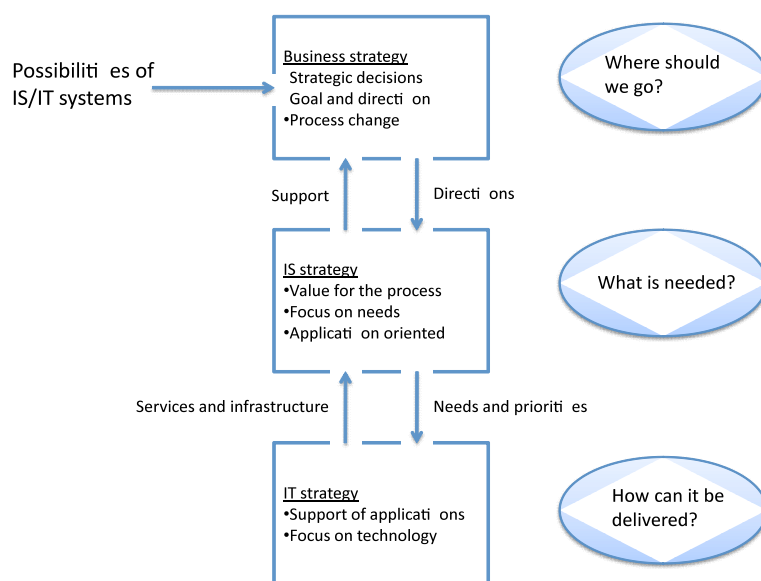 Possibiliti es of
IS/IT systems
Business strategy
Strategic decisions
Goal and directi on
•Process change
Where should
we go?
Support
Directi ons
IS strategy
•Value for the process
•Focus on needs
•Applicati on oriented
What is needed?
Services and infrastructure
Needs and prioriti es
IT strategy
•Support of applicati ons
•Focus on technology
How can it be
delivered?